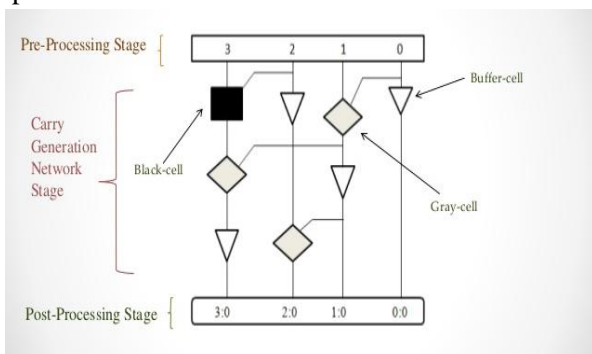 Pre-Processing Stage
3 2 1 0
Buffer-cell
Carry
Generation
Network
Stage
Black-cell
Gray-cell
Post-Processing Stage
3:0 2:0 1:0 0:0